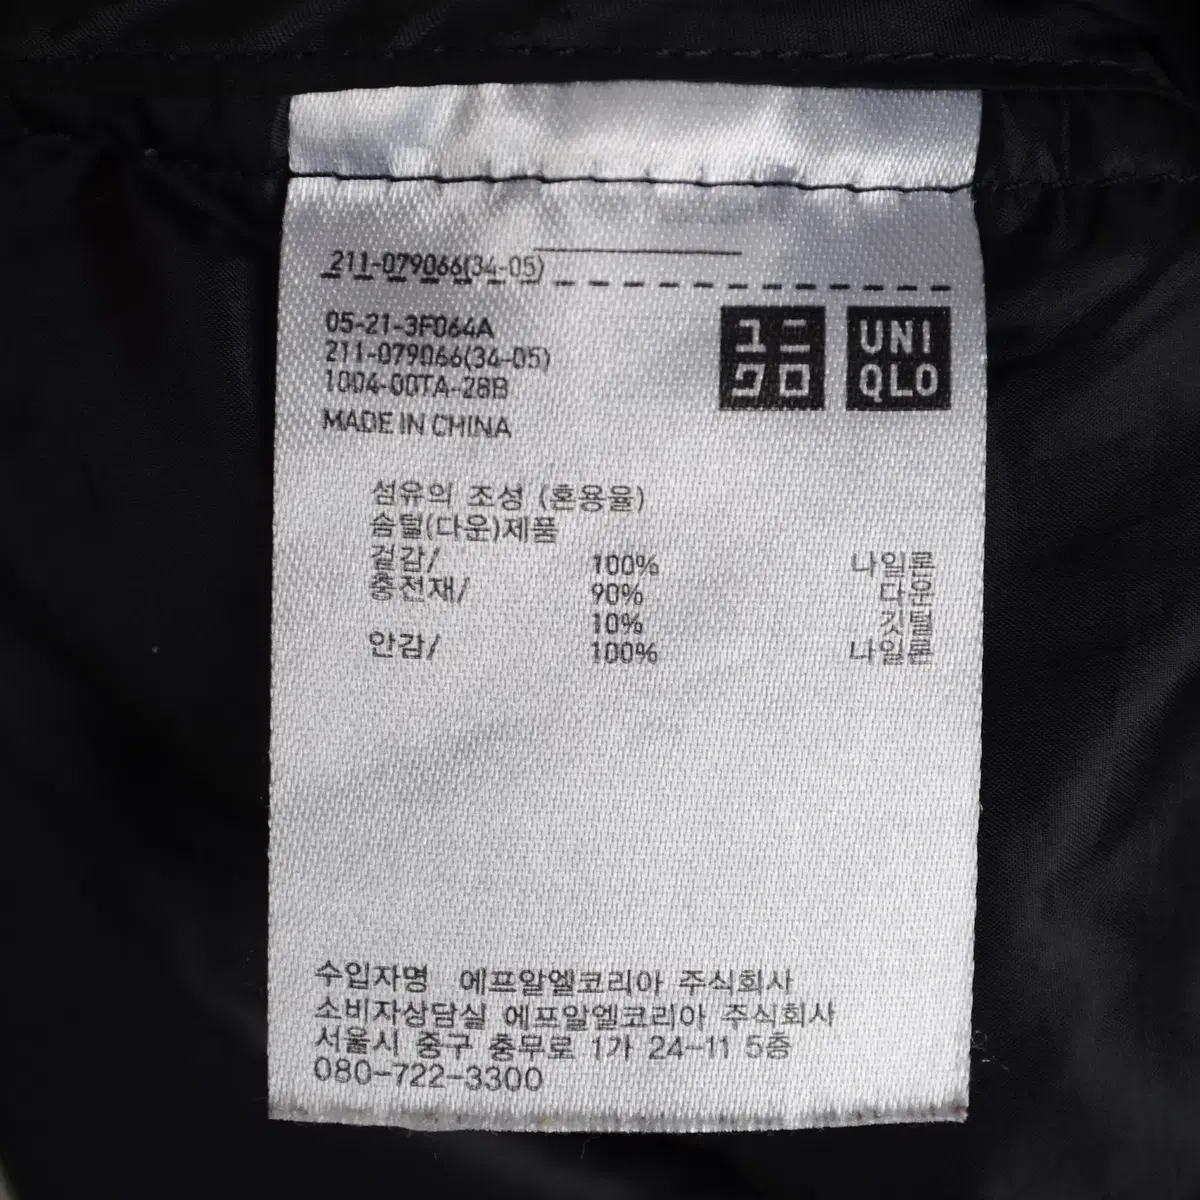 211-079066(34-05)
05-21-3F064A
211-079066(34-05)
1004-00TA-28B
MADE IN CHINA
ユニ
クロ
UNI
QLO
섬유의 조성 (혼용율)
솜털(다운)제품
겉감/ 100% 나일론
충전재/ 90% 다운
10% 깃털
안감/ 100% 나일론
수입자명 에프알엘코리아 주식회사
소비자상담실 에프알엘코리아 주식회사
서울시 중구 충무로 1가 24-11 5층
080-722-3300